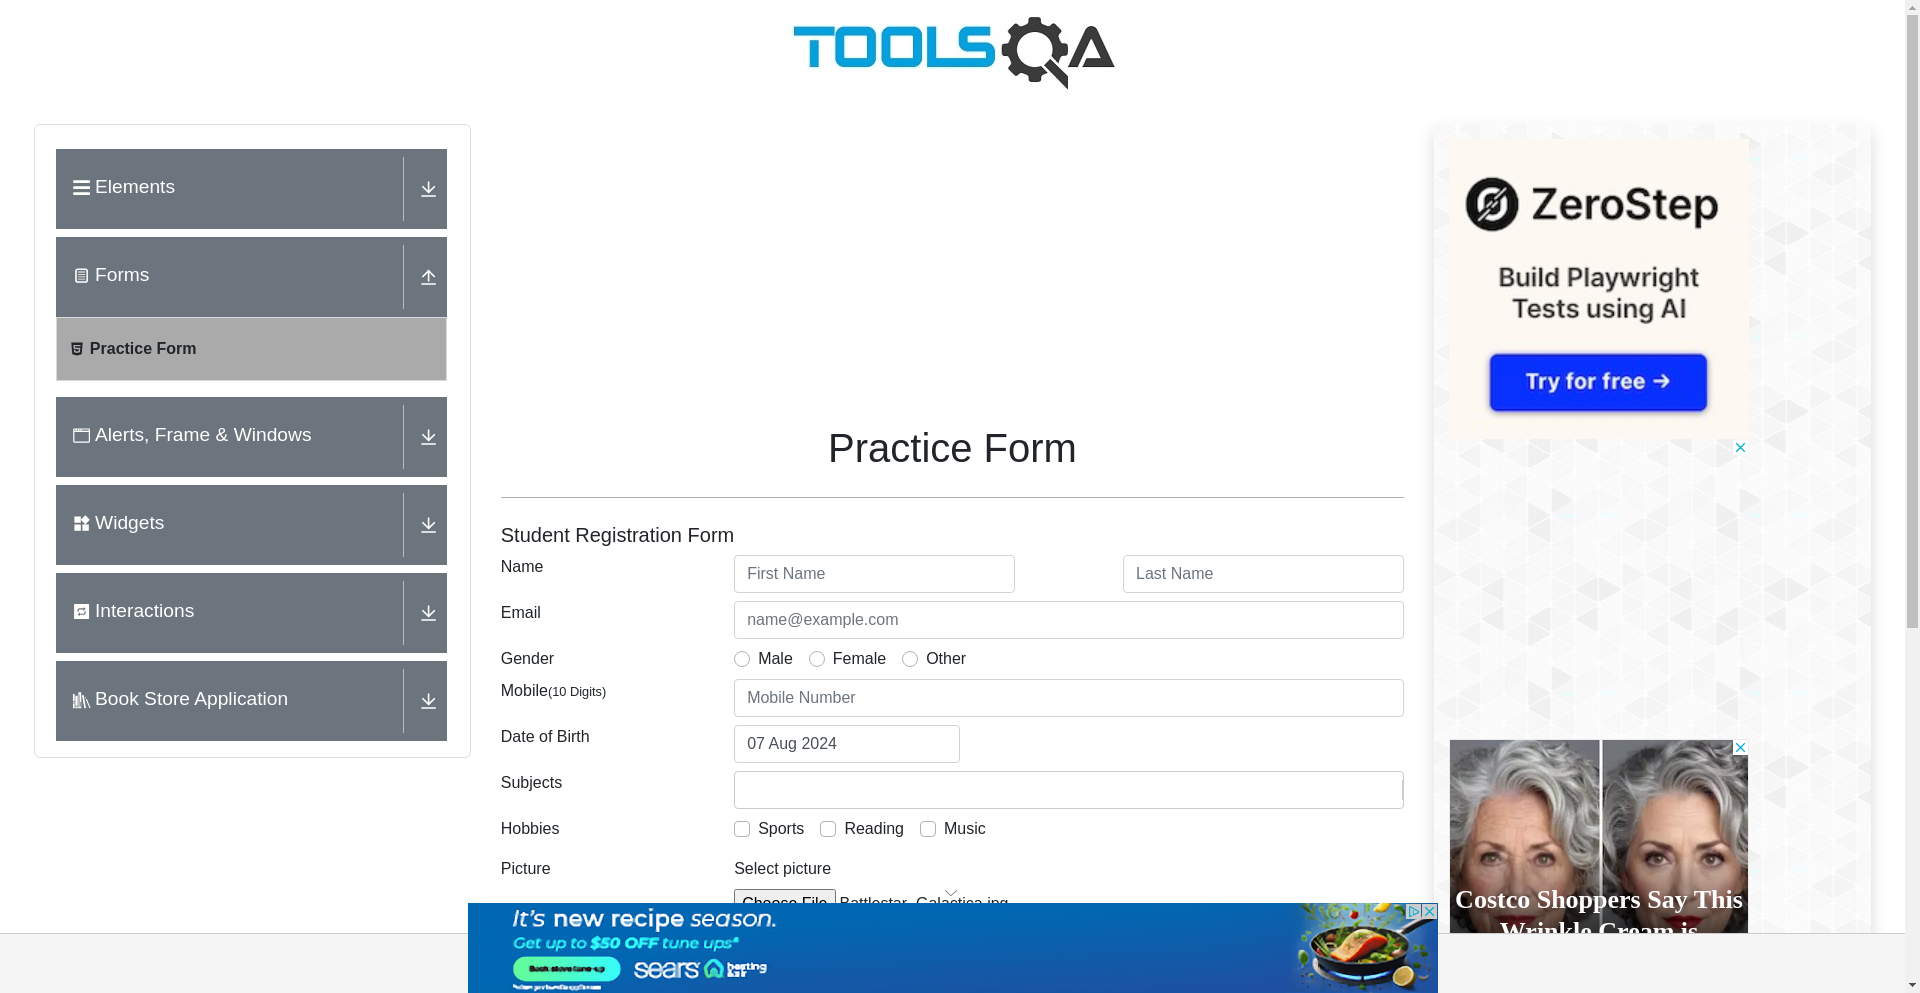 TOOLSQA
Elements
Forms
Practice Form
Alerts, Frame & Windows
Widgets
Interactions
Book Store Application
Practice Form
Student Registration Form
Name
First Name
Last Name
Email
name@example.com
Gender
Male
Female
Other
Mobile(10 Digits)
Mobile Number
Date of Birth
07 Aug 2024
Subjects
Hobbies
Sports
Reading
Music
Picture
Select picture
Choose File
Battlestar_Galactica.jpg
ZeroStep
Build Playwright
Tests using AI
Try for free →
Costco Shoppers Say This
Wrinkle Cream is
It's new recipe season.
Get up to $50 OFF tune ups*
Book stove tune-up
sears heating & air